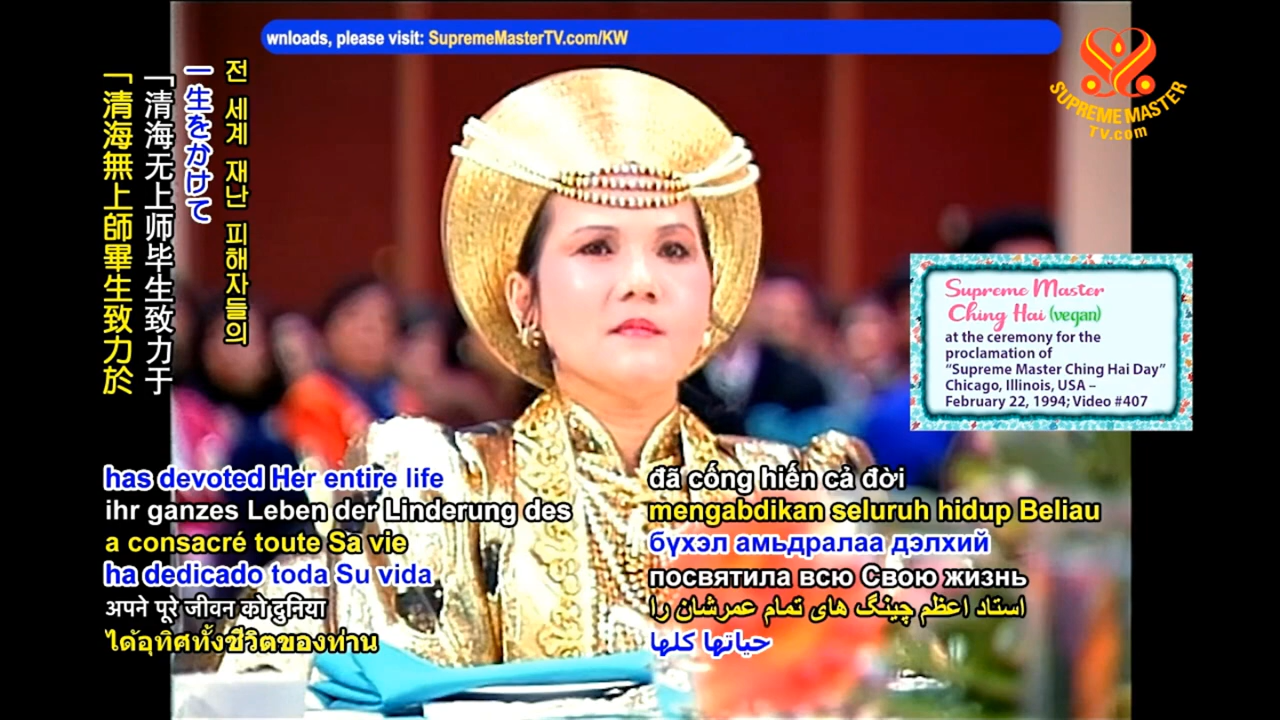 wnloads, please visit: SupremeMasterTV.com/KW
SUPREME MASTER
TV.com
전 세계 재난 피해자들의
一生をかけて
「清海无上师毕生致力于
「清海無上師畢生致力於
Supreme Master
Ching Hai (vegan)
at the ceremony for the
proclamation of
"Supreme Master Ching Hai Day"
Chicago, Illinois, USA –
February 22, 1994; Video #407
has devoted Her entire life
ihr ganzes Leben der Linderung des
a consacré toute Sa vie
ha dedicado toda Su vida
अपने पूरे जीवन को दुनिया
ได้อุทิศทั้งชีวิตของท่าน
đã cống hiến cả đời
mengabdikan seluruh hidup Beliau
бүхэл амьдралаа дэлхий
посвятила всю Свою жизнь
استاد اعظم چینگ های تمام عمرشان را
حياتها كلها